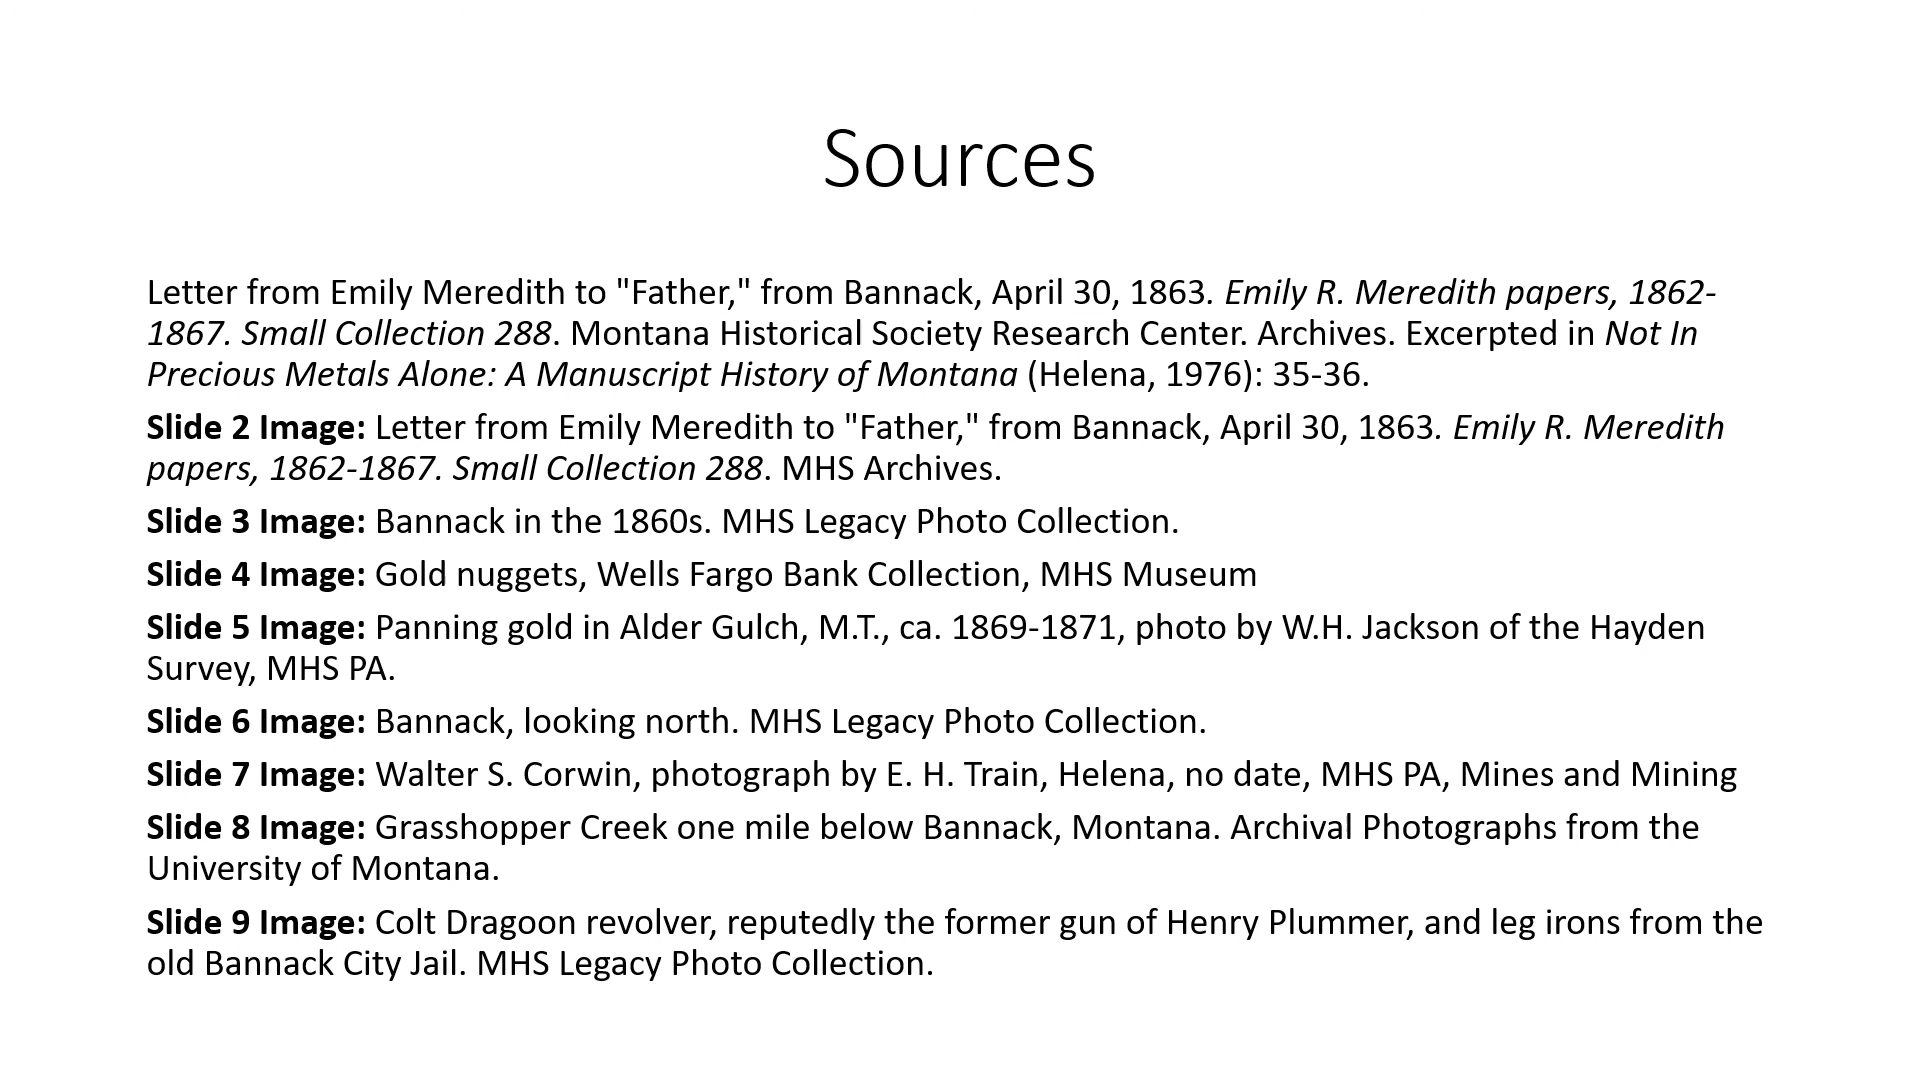 Sources
Letter from Emily Meredith to "Father," from Bannack, April 30, 1863. Emily R. Meredith papers, 1862-
1867. Small Collection 288. Montana Historical Society Research Center. Archives. Excerpted in Not In
Precious Metals Alone: A Manuscript History of Montana (Helena, 1976): 35-36.
Slide 2 Image: Letter from Emily Meredith to "Father," from Bannack, April 30, 1863. Emily R. Meredith
papers, 1862-1867. Small Collection 288. MHS Archives.
Slide 3 Image: Bannack in the 1860s. MHS Legacy Photo Collection.
Slide 4 Image: Gold nuggets, Wells Fargo Bank Collection, MHS Museum
Slide 5 Image: Panning gold in Alder Gulch, M.T., ca. 1869-1871, photo by W.H. Jackson of the Hayden
Survey, MHS PA.
Slide 6 Image: Bannack, looking north. MHS Legacy Photo Collection.
Slide 7 Image: Walter S. Corwin, photograph by E. H. Train, Helena, no date, MHS PA, Mines and Mining
Slide 8 Image: Grasshopper Creek one mile below Bannack, Montana. Archival Photographs from the
University of Montana.
Slide 9 Image: Colt Dragoon revolver, reputedly the former gun of Henry Plummer, and leg irons from the
old Bannack City Jail. MHS Legacy Photo Collection.